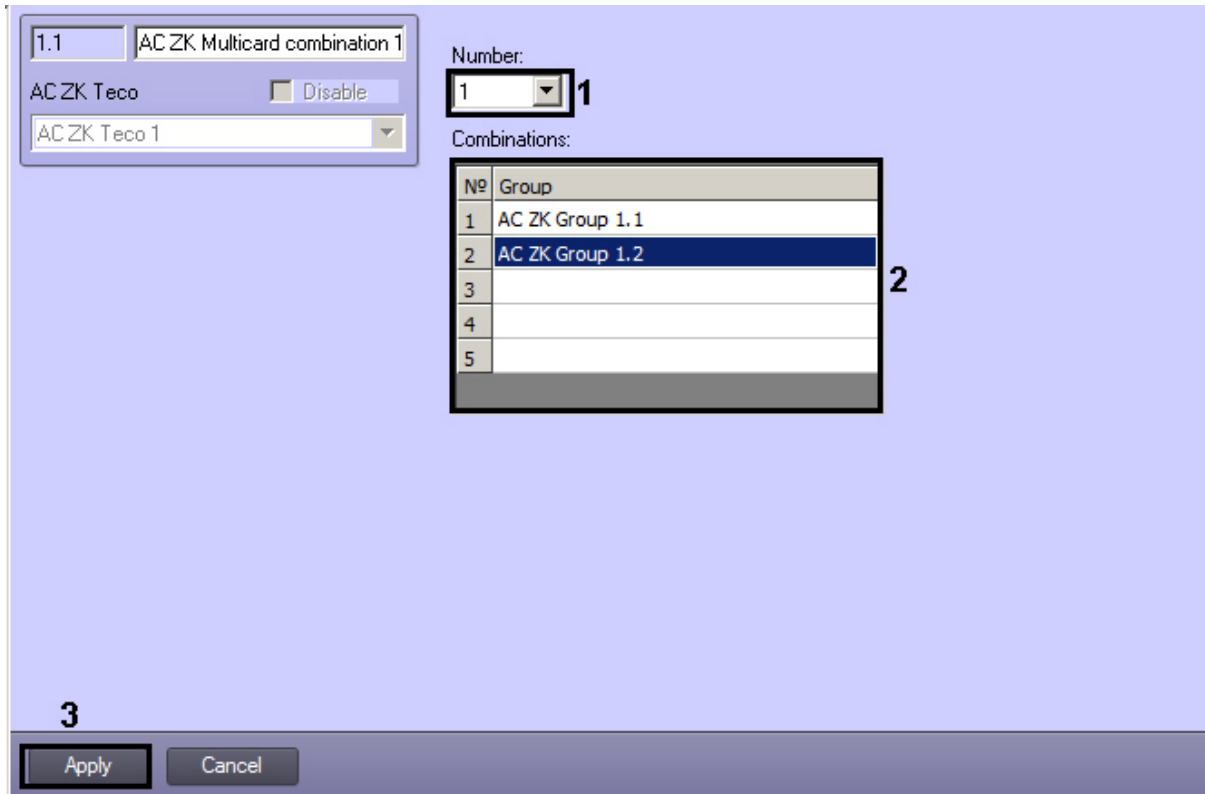 1.1 AC ZK Multicard combination 1
AC ZK Teco Disable
AC ZK Teco 1
Number:
1 1
Combinations:
Nº Group
1 AC ZK Group 1.1
2 AC ZK Group 1.2
3
4
5
2
3
Apply Cancel